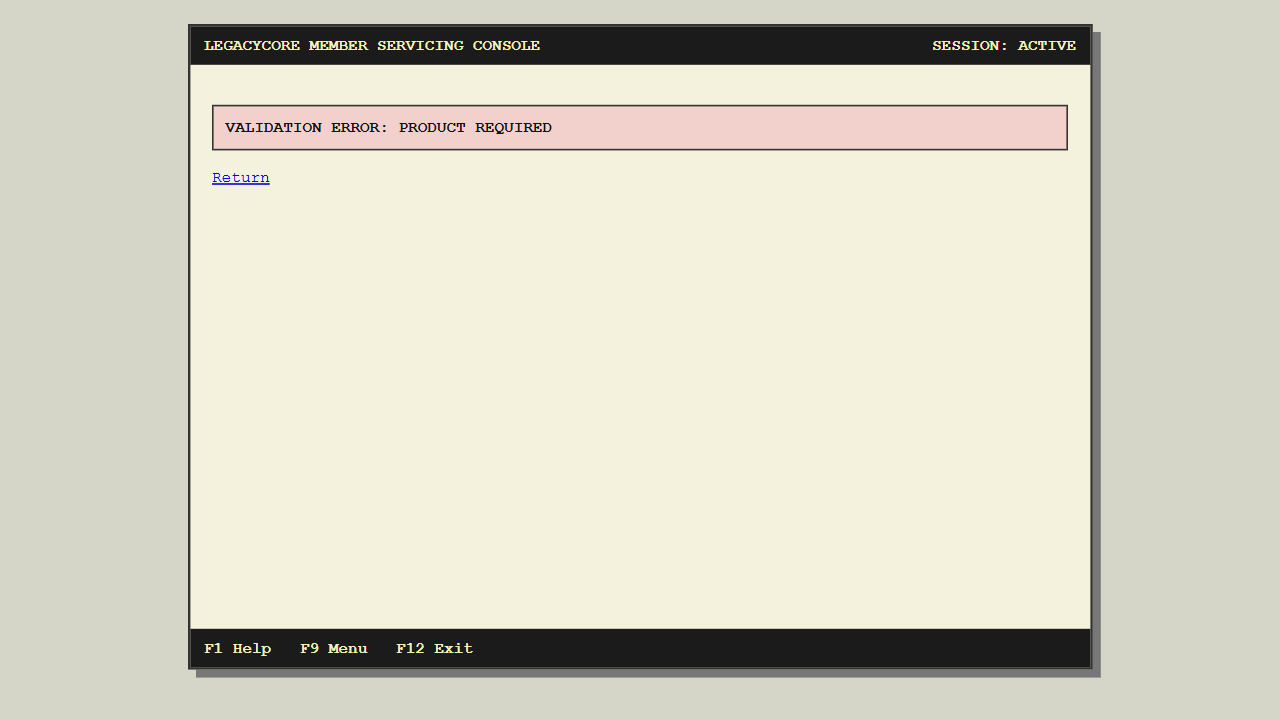 LEGACYCORE MEMBER SERVICING CONSOLE SESSION: ACTIVE
VALIDATION ERROR: PRODUCT REQUIRED
Return
F1 Help F9 Menu F12 Exit